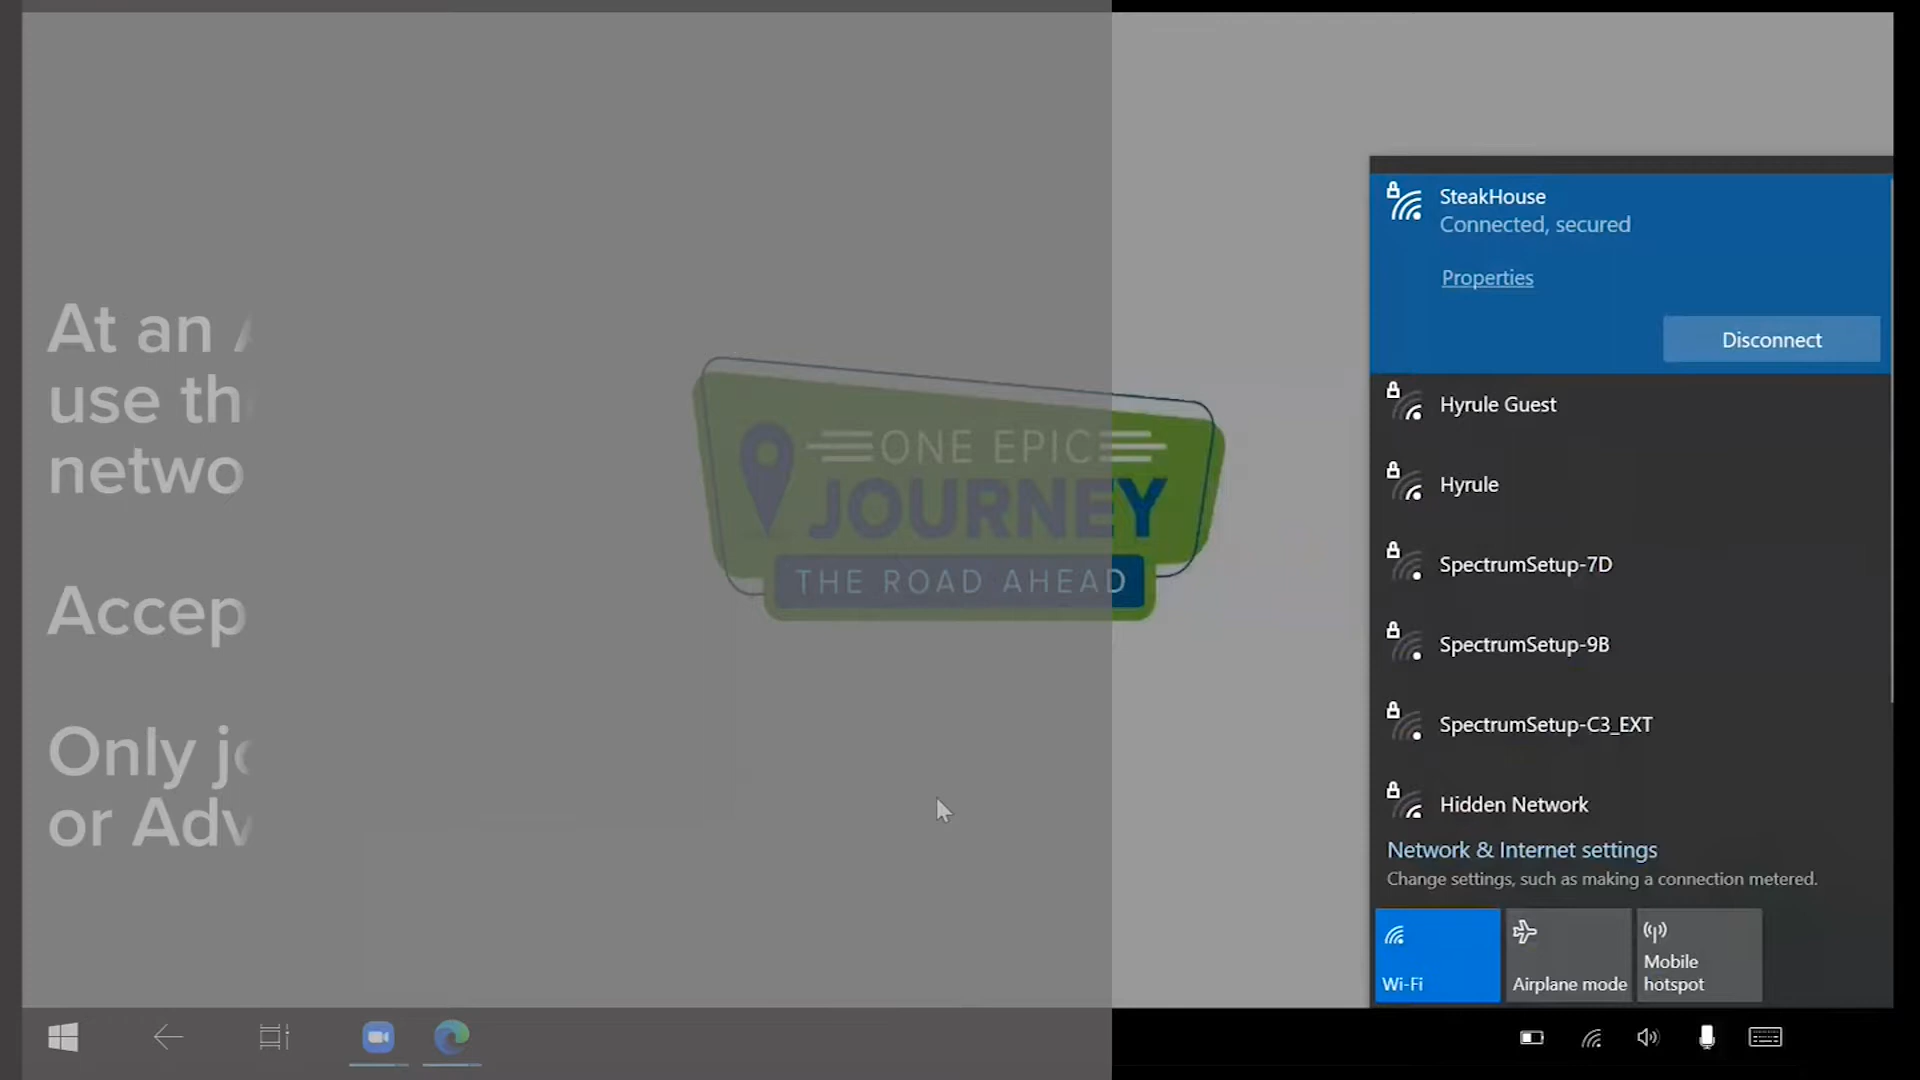 At an
use th
netwo
Accep
Only jo
or Adv
ONE EPIC
JOURNEY
THE ROAD AHEAD
SteakHouse
Connected, secured
Properties
Disconnect
Hyrule Guest
Hyrule
SpectrumSetup-7D
SpectrumSetup-9B
SpectrumSetup-C3_EXT
Hidden Network
Network & Internet settings
Change settings, such as making a connection metered.
Wi-Fi
Airplane mode
Mobile
hotspot